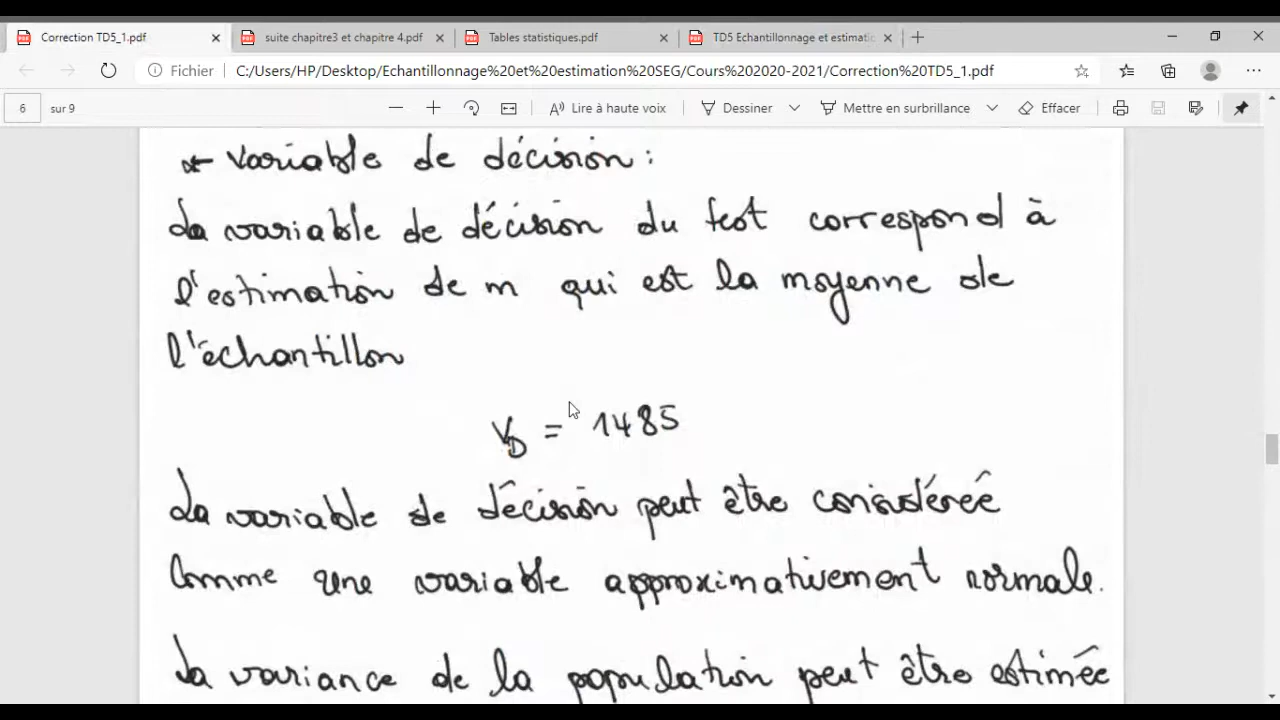 Correction TD5_1.pdf
suite chapitre3 et chapitre 4.pdf
Tables statistiques.pdf
TD5 Echantillonnage et estimatic
Fichier
C:/Users/HP/Desktop/Echantillonnage%20et%20estimation%20SEG/Cours%202020-2021/Correction%20TD5_1.pdf
6 sur 9
Lire à haute voix
Dessiner
Mettre en surbrillance
Effacer
* Variable de décision :
La variable de décision du test correspond à
l'estimation de m qui est la moyenne de
l'échantillon
VD = 1485
La variable de décision peut être considéréé
Comme une variable approximativement normale.
La variance de la population peut être estimée